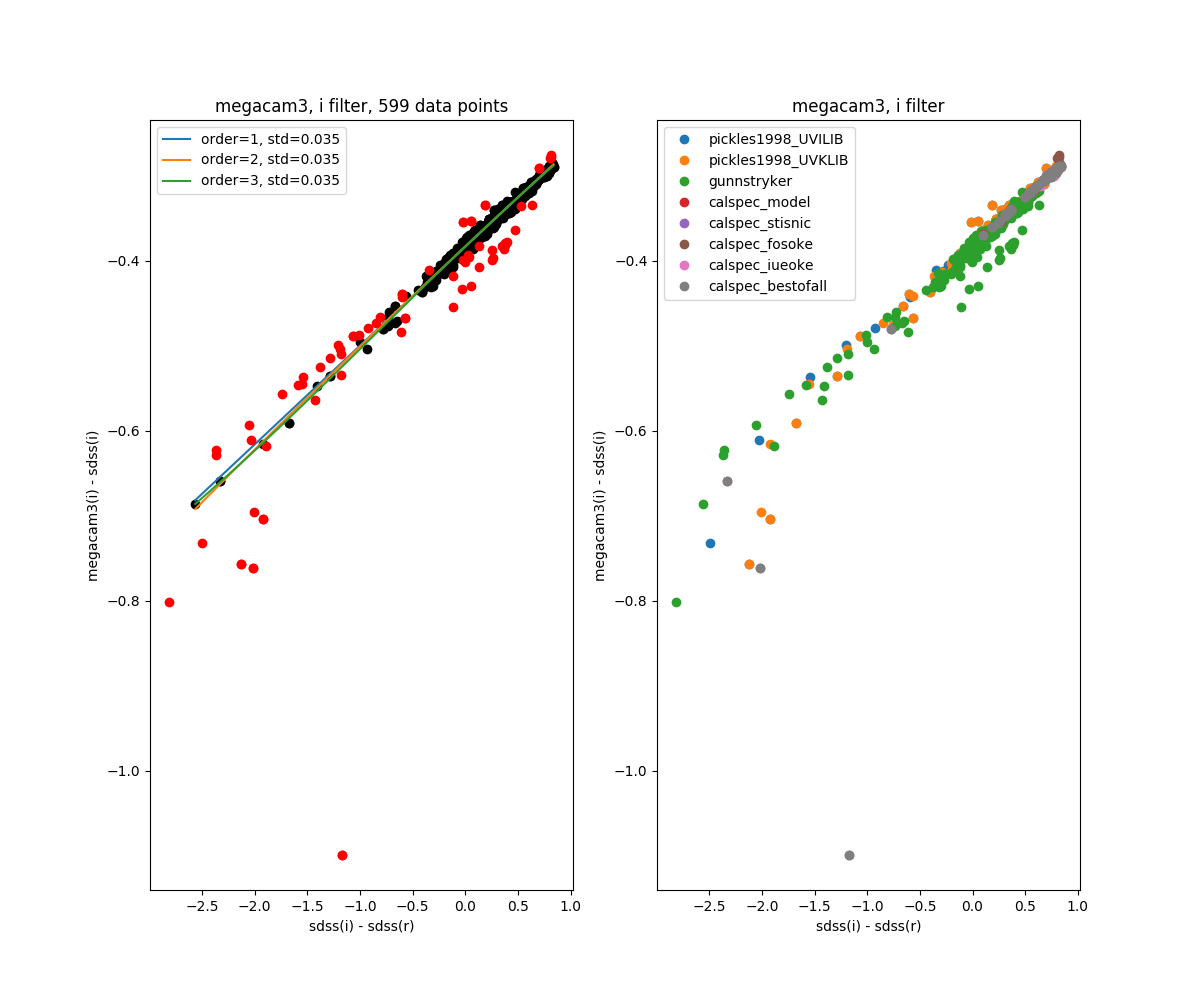 megacam3, i filter, 599 data points
order=1, std=0.035
order=2, std=0.035
order=3, std=0.035
−0.4
−0.6
−0.8
−1.0
megacam3(i) - sdss(i)
−2.5 −2.0 −1.5 −1.0 −0.5 0.0 0.5 1.0
sdss(i) - sdss(r)
megacam3, i filter
pickles1998_UVILIB
pickles1998_UVKLIB
gunnstryker
calspec_model
calspec_stisnic
calspec_fosoke
calspec_iueoke
calspec_bestofall
−0.4
−0.6
−0.8
−1.0
megacam3(i) - sdss(i)
−2.5 −2.0 −1.5 −1.0 −0.5 0.0 0.5 1.0
sdss(i) - sdss(r)